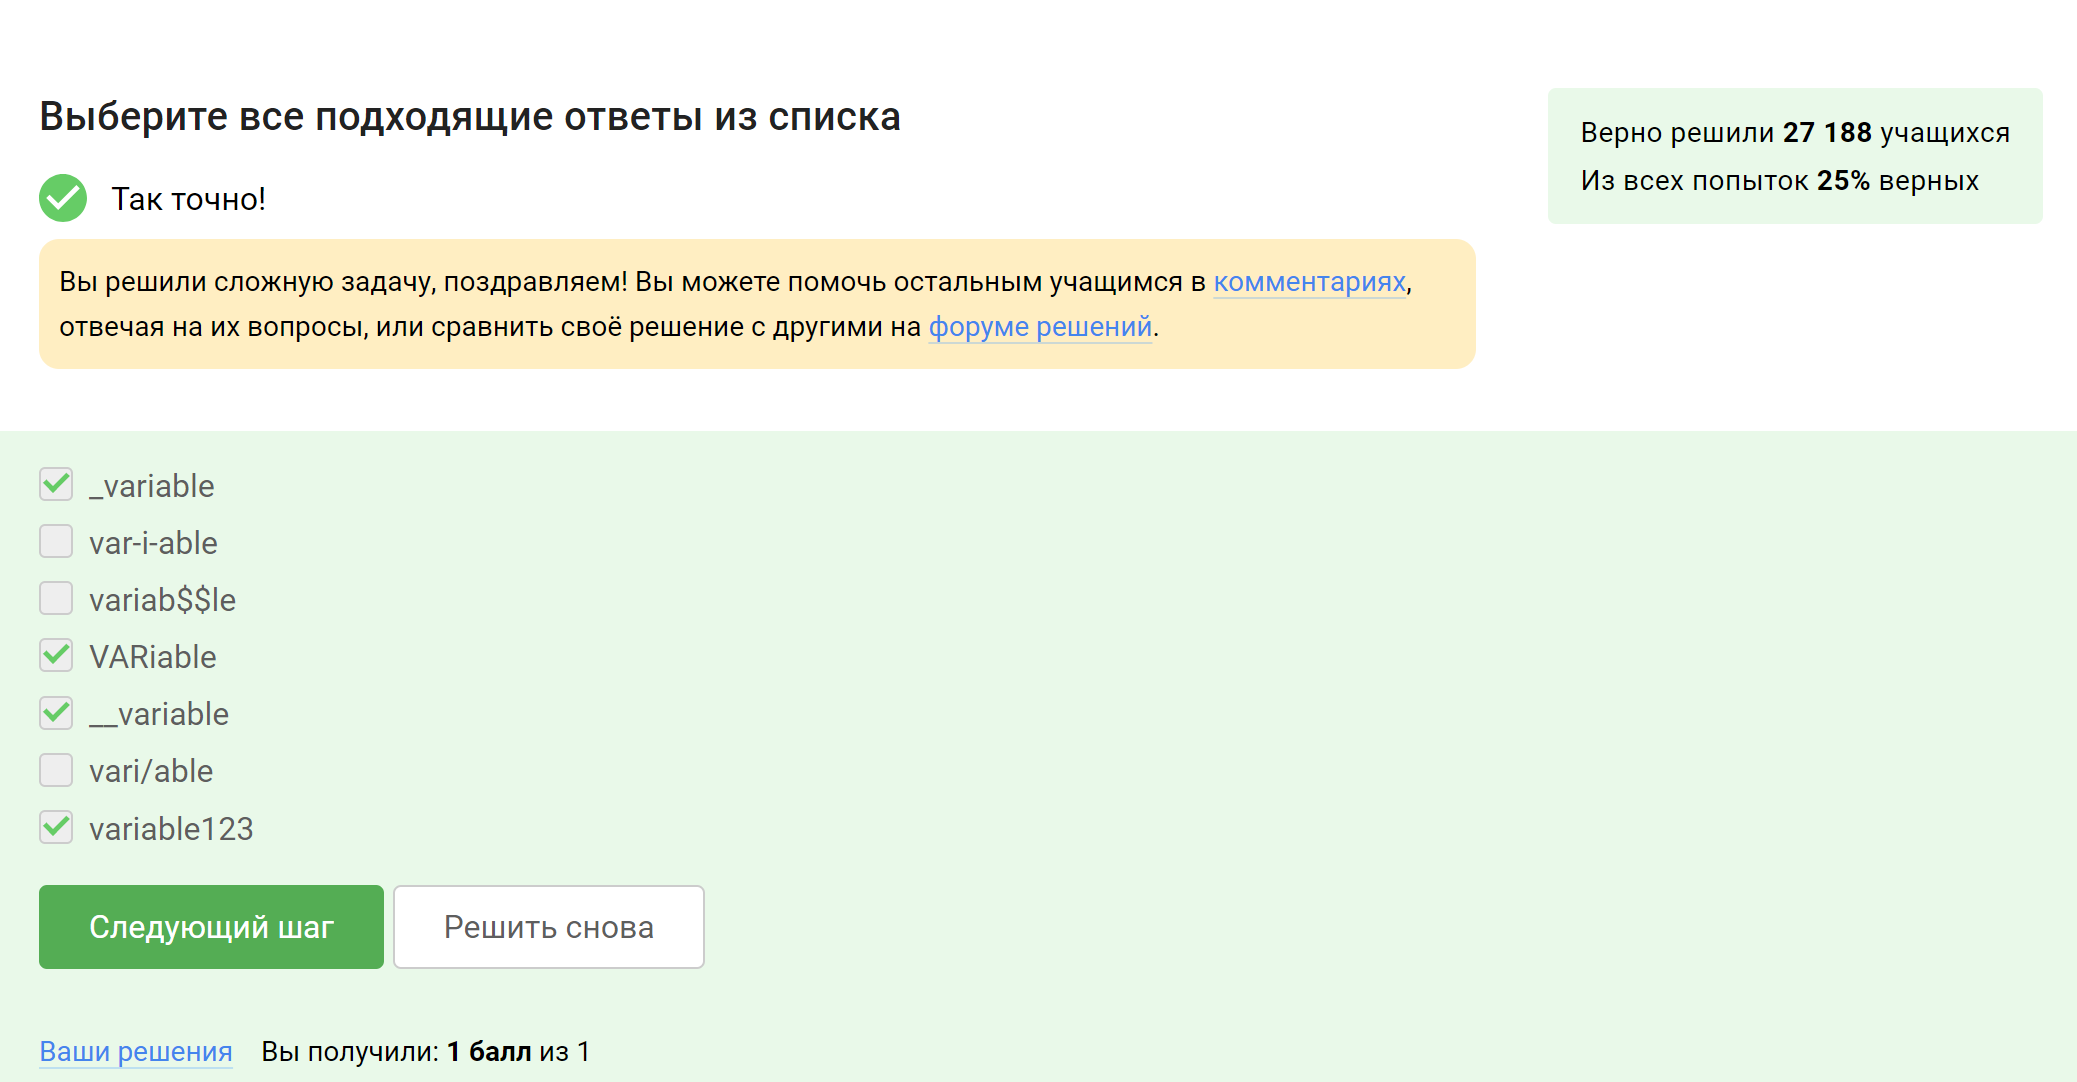 Выберите все подходящие ответы из списка
Верно решили 27 188 учащихся
Из всех попыток 25% верных
Так точно!
Вы решили сложную задачу, поздравляем! Вы можете помочь остальным учащимся в комментариях,
отвечая на их вопросы, или сравнить своё решение с другими на форуме решений.
_variable
var-i-able
variab$$le
VARiable
__variable
vari/able
variable123
Следующий шаг
Решить снова
Ваши решения Вы получили: 1 балл из 1